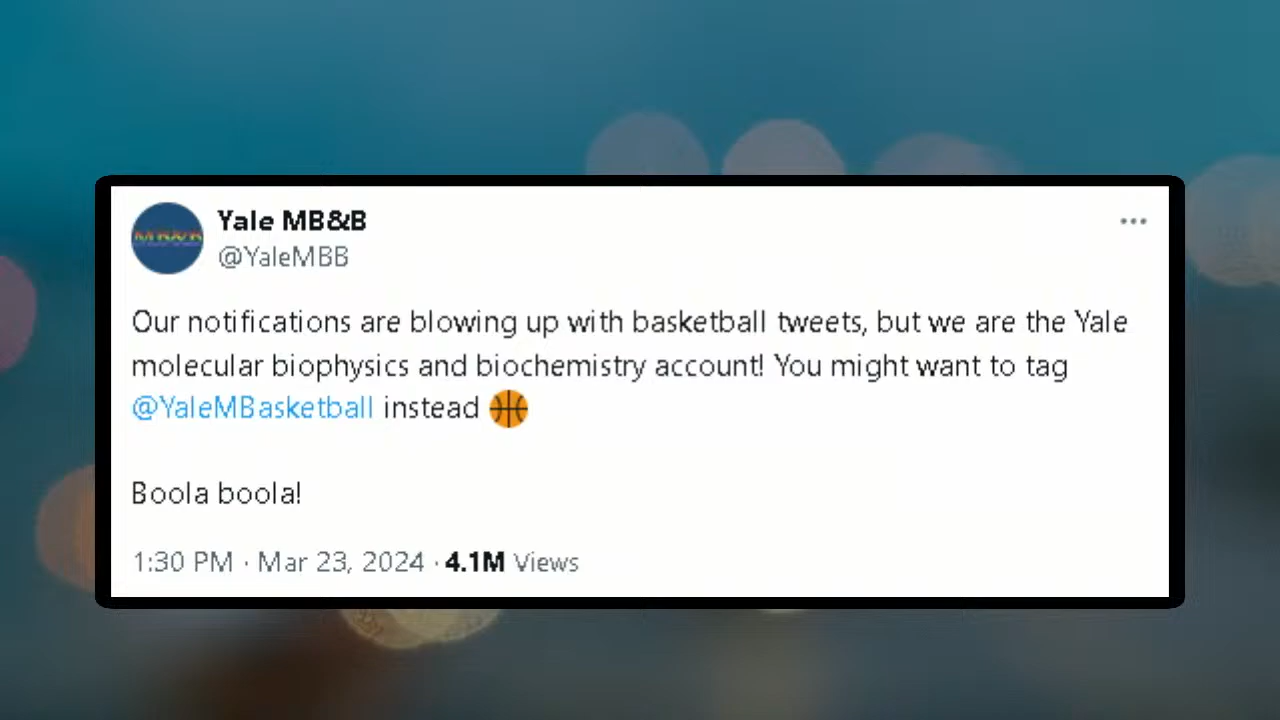 MB&B
Yale MB&B
@YaleMBB
Our notifications are blowing up with basketball tweets, but we are the Yale
molecular biophysics and biochemistry account! You might want to tag
@YaleMBasketball instead 🏀
Boola boola!
1:30 PM · Mar 23, 2024 · 4.1M Views